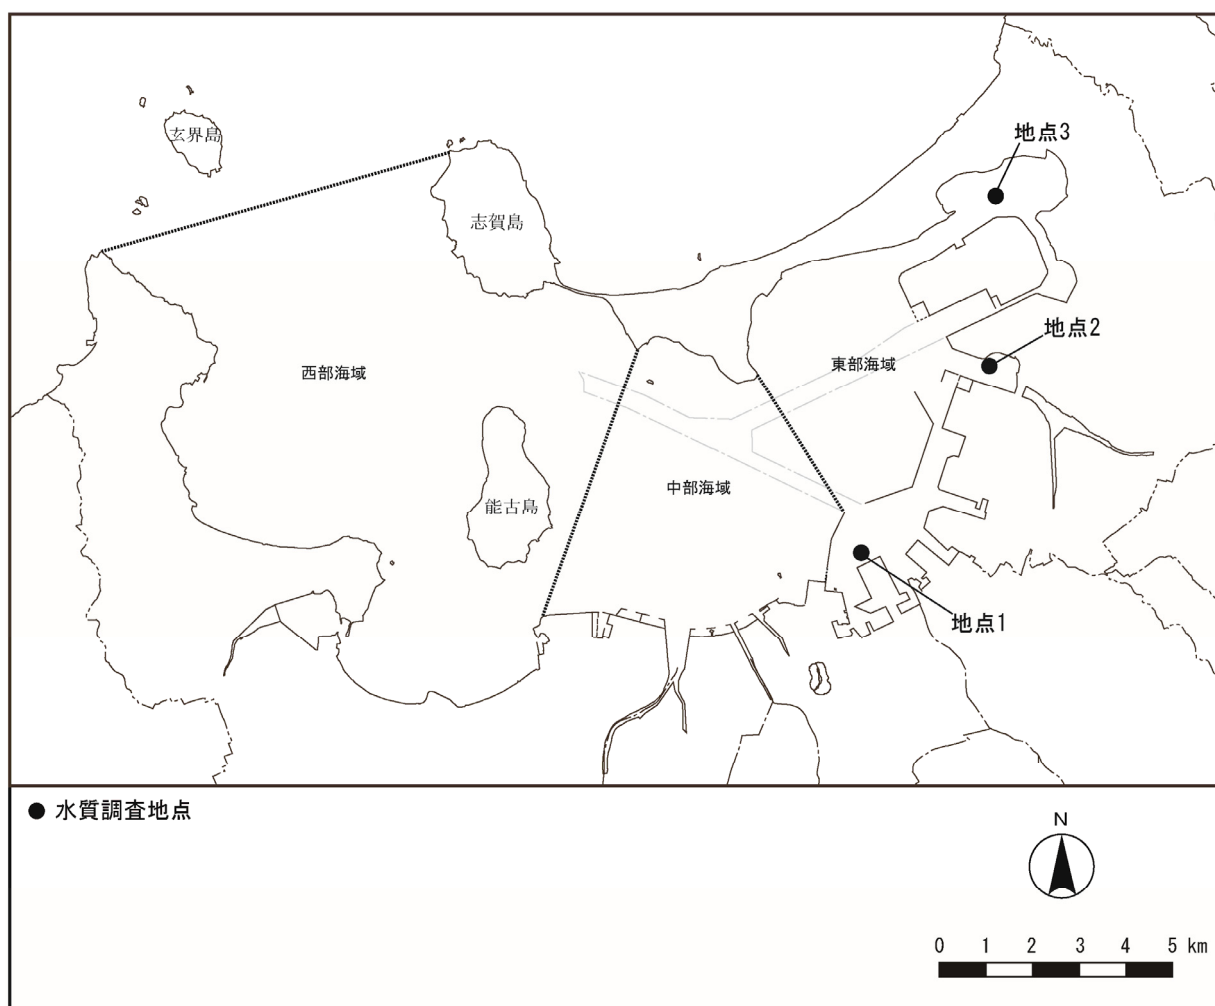 地点3
玄界島
志賀島
地点2
東部海域
西部海域
中部海域
能古島
地点1
● 水質調査地点
N
0 1 2 3 4 5 km